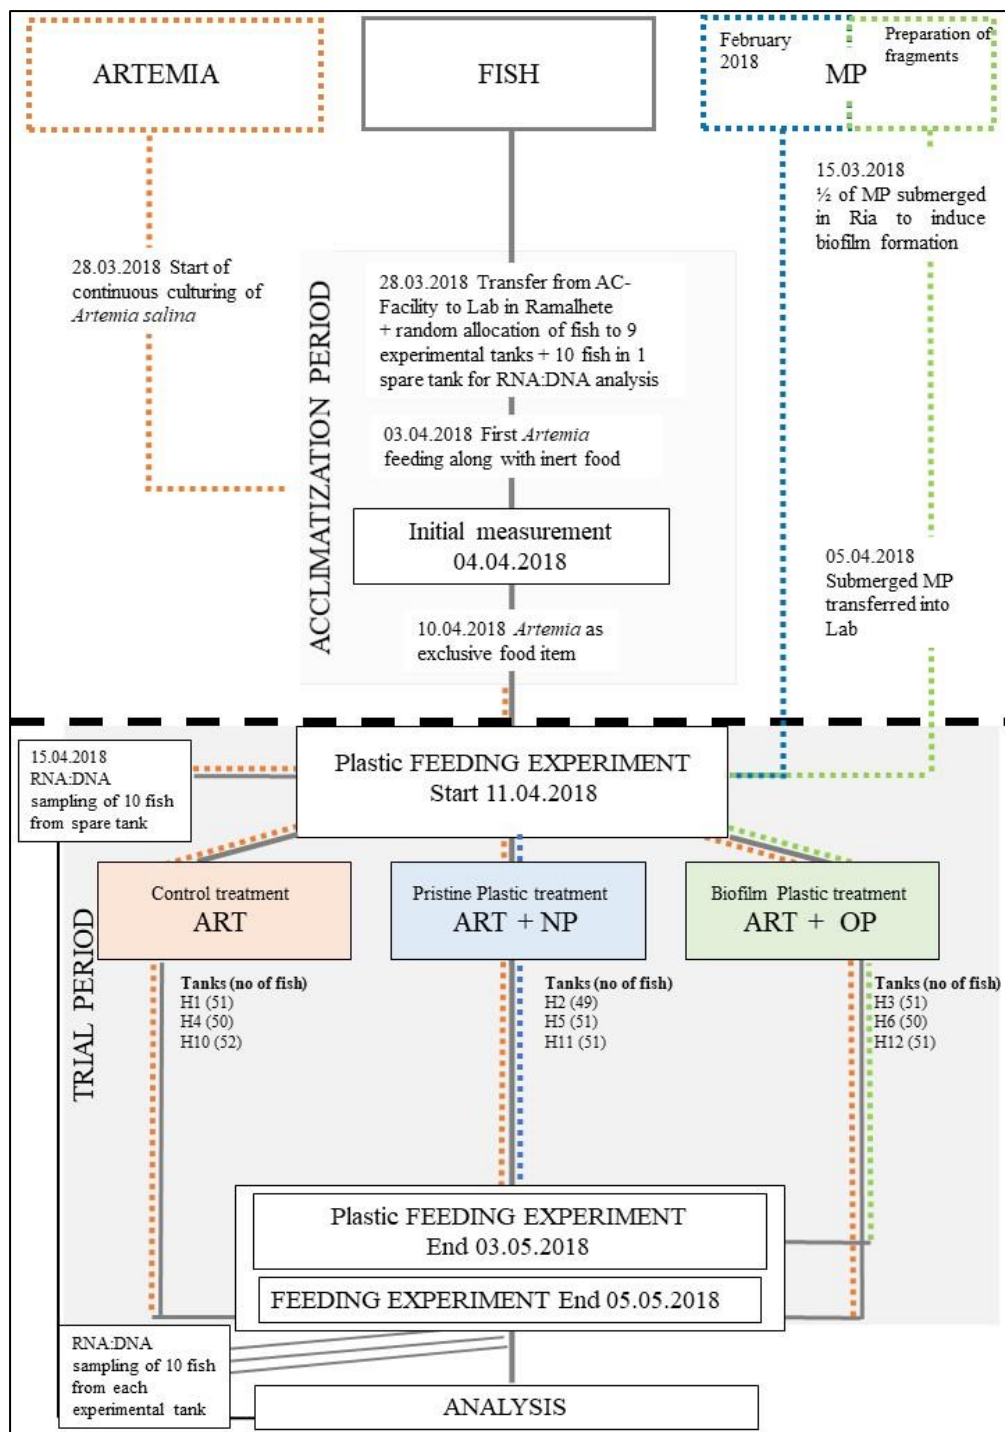 ARTEMIA
FISH
February
2018
MP
Preparation of
fragments
15.03.2018
½ of MP submerged
in Ria to induce
biofilm formation
28.03.2018 Start of
continuous culturing of
Artemia salina
ACCLIMATIZATION PERIOD
28.03.2018 Transfer from AC-
Facility to Lab in Ramalhete
+ random allocation of fish to 9
experimental tanks + 10 fish in 1
spare tank for RNA:DNA analysis
03.04.2018 First Artemia
feeding along with inert food
Initial measurement
04.04.2018
05.04.2018
Submerged MP
transferred into
Lab
10.04.2018 Artemia as
exclusive food item
15.04.2018
RNA:DNA
sampling of 10 fish
from spare tank
Plastic FEEDING EXPERIMENT
Start 11.04.2018
TRIAL PERIOD
Control treatment
ART
Pristine Plastic treatment
ART + NP
Biofilm Plastic treatment
ART + OP
Tanks (no of fish)
H1 (51)
H4 (50)
H10 (52)
Tanks (no of fish)
H2 (49)
H5 (51)
H11 (51)
Tanks (no of fish)
H3 (51)
H6 (50)
H12 (51)
Plastic FEEDING EXPERIMENT
End 03.05.2018
FEEDING EXPERIMENT End 05.05.2018
RNA:DNA
sampling of 10 fish
from each
experimental tank
ANALYSIS